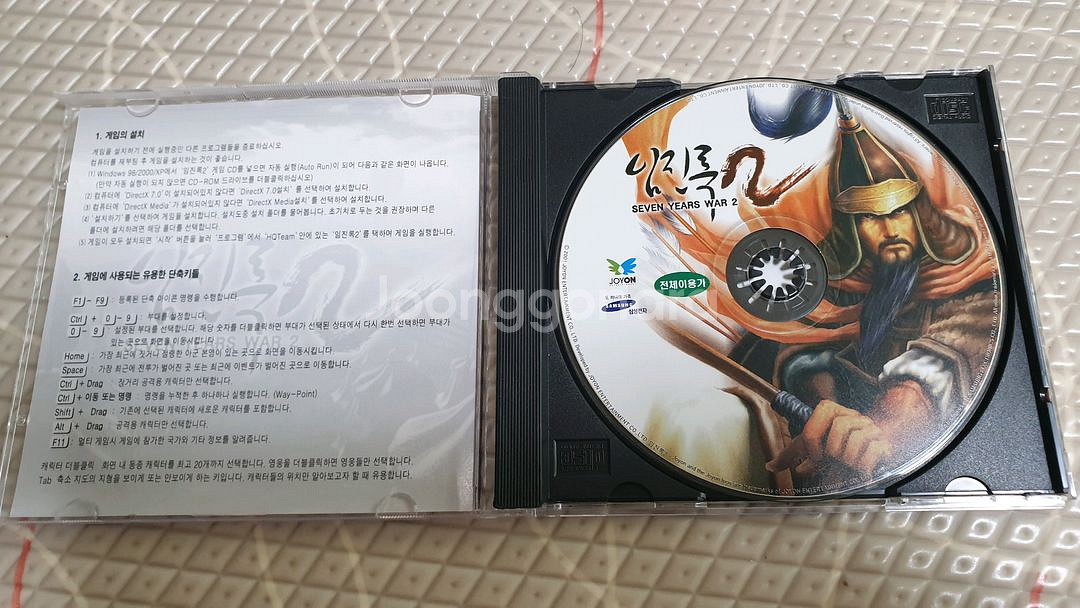 1. 게임의 설치
게임을 설치하기 전에 실행중인 다른 프로그램들을 종료하십시오.
컴퓨터를 재부팅 후 게임을 설치하는 것이 좋습니다.
(1) Windows 98/2000/XP에서 '임진록2' 게임 CD를 넣으면 자동 실행(Auto Run)이 되어 다음과 같은 화면이 나옵니다.
(만약 자동 실행이 되지 않으면 CD-ROM 드라이브를 더블클릭하십시오)
(2) 컴퓨터에 'DirectX 7.0'이 설치되어있지 않다면 'DirectX 7.0설치' 를 선택하여 설치합니다.
(3) 컴퓨터에 'DirectX Media'가 설치되어있지 않다면 'DirectX Media설치'를 선택하여 설치합니다.
(4) '설치하기'를 선택하여 게임을 설치합니다. 설치도중 설치 폴더를 물어봅니다. 초기치로 두는 것을 권장하며 다른
폴더에 설치하려면 해당 폴더를 선택합니다.
(5) 게임이 모두 설치되면 '시작' 버튼을 눌러 '프로그램'에서 'HQTeam'안에 있는 '임진록2'를 택하여 게임을 실행합니다.
2. 게임에 사용되는 유용한 단축키들
F1 - F9 : 등록된 단축 아이콘 명령을 수행합니다.
Ctrl + 0 - 9 : 부대를 설정합니다.
0 - 9 : 설정된 부대를 선택합니다. 해당 숫자를 더블클릭하면 부대가 선택된 상태에서 다시 한번 선택하면 부대가
있는 곳으로 화면을 이동시킵니다.
Home : 가장 최근에 짓거나 점령한 아군 본영이 있는 곳으로 화면을 이동시킵니다.
Space : 가장 최근에 전투가 벌어진 곳 또는 최근에 이벤트가 벌어진 곳으로 이동합니다.
Ctrl + Drag : 장거리 공격용 캐릭터만 선택합니다.
Ctrl + 이동 또는 명령 : 명령을 누적한 후 하나하나 실행합니다. (Way-Point)
Shift + Drag : 기존에 선택된 캐릭터에 새로운 캐릭터를 포함합니다.
Alt + Drag : 공격용 캐릭터만 선택합니다.
F11 : 멀티 게임시 게임에 참가한 국가와 기타 정보를 알려줍니다.
캐릭터 더블클릭 화면 내 동종 캐릭터를 최고 20개까지 선택합니다. 영웅을 더블클릭하면 영웅들만 선택합니다.
Tab 축소 지도의 지형을 보이게 또는 안보이게 하는 키입니다. 캐릭터들의 위치만 알아보고자 할 때 유용합니다.
임진록2
SEVEN YEARS WAR 2
JOYON
전체이용가
또 하나의 가족
SAMSUNG
삼성전자